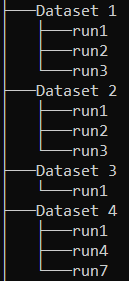 Dataset 1
run1
run2
run3
Dataset 2
run1
run2
run3
Dataset 3
run1
Dataset 4
run1
run4
run7